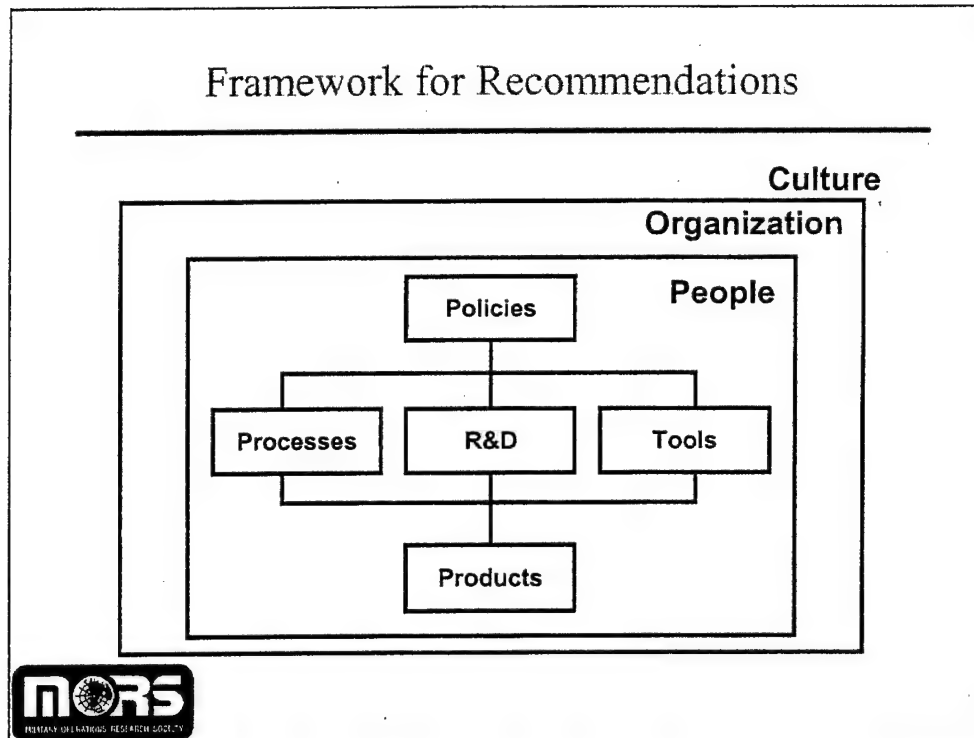 Framework for Recommendations
Culture
Organization
People
Policies
Processes
R&D
Tools
Products
MORS
MILITARY OPERATIONS RESEARCH SOCIETY